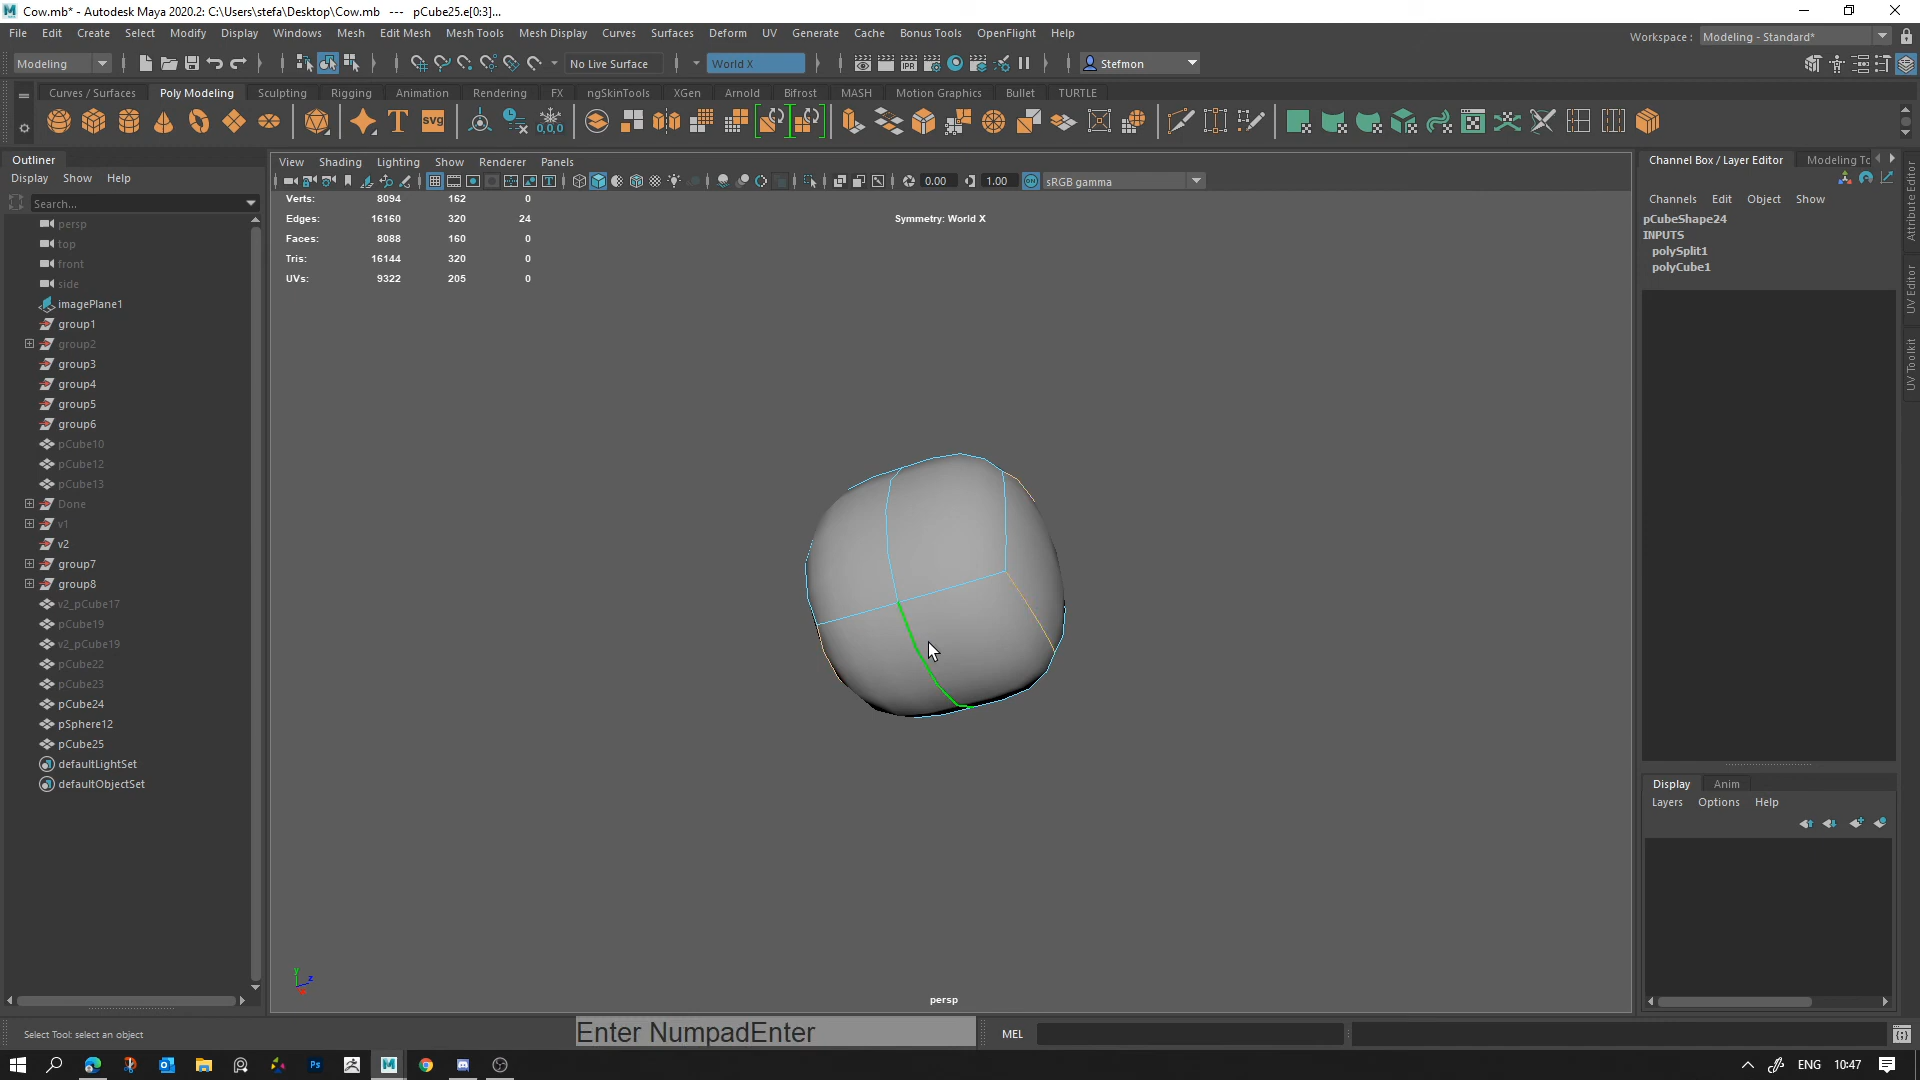 Cow.mb* - Autodesk Maya 2020.2: C:\Users\stefa\Desktop\Cow.mb   ---   pCube25.e[0:3]...
File Edit Create Select Modify Display Windows Mesh Edit Mesh Mesh Tools Mesh Display Curves Surfaces Deform UV Generate Cache Bonus Tools OpenFlight Help
Workspace : Modeling - Standard*
Modeling No Live Surface World X Stefmon
Curves / Surfaces Poly Modeling Sculpting Rigging Animation Rendering FX ngSkinTools XGen Arnold Bifrost MASH Motion Graphics Bullet TURTLE
Outliner
Display Show Help
Search...
persp
top
front
side
imagePlane1
group1
group2
group3
group4
group5
group6
pCube10
pCube12
pCube13
Done
v1
v2
group7
group8
v2_pCube17
pCube19
v2_pCube19
pCube22
pCube23
pCube24
pSphere12
pCube25
defaultLightSet
defaultObjectSet
View Shading Lighting Show Renderer Panels
0.00 1.00 sRGB gamma
Verts: 8094 162 0
Edges: 16160 320 24
Faces: 8088 160 0
Tris: 16144 320 0
UVs: 9322 205 0
Symmetry: World X
y
z
persp
Channel Box / Layer Editor Modeling To
Channels Edit Object Show
pCubeShape24
INPUTS
polySplit1
polyCube1
Attribute Editor
UV Editor
UV Toolkit
Display Anim
Layers Options Help
Select Tool: select an object
Enter NumpadEnter
MEL
ENG 10:47